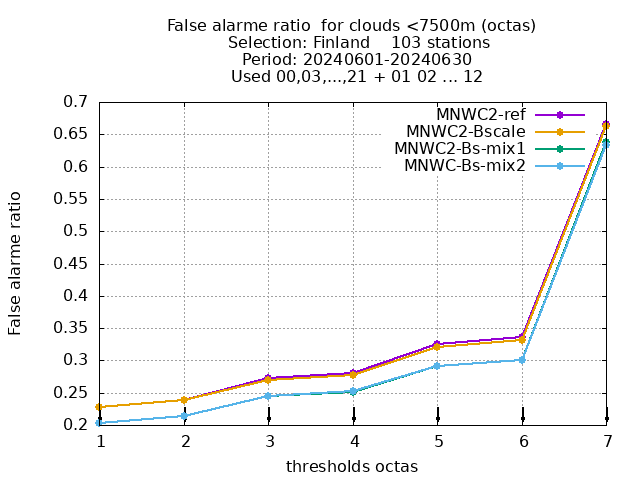 False alarme ratio  for clouds <7500m (octas)
Selection: Finland    103 stations
Period: 20240601-20240630
Used 00,03,...,21 + 01 02 ... 12
MNWC2-ref
MNWC2-Bscale
MNWC2-Bs-mix1
MNWC-Bs-mix2
False alarme ratio
0.7
0.65
0.6
0.55
0.5
0.45
0.4
0.35
0.3
0.25
0.2
1 2 3 4 5 6 7
thresholds octas